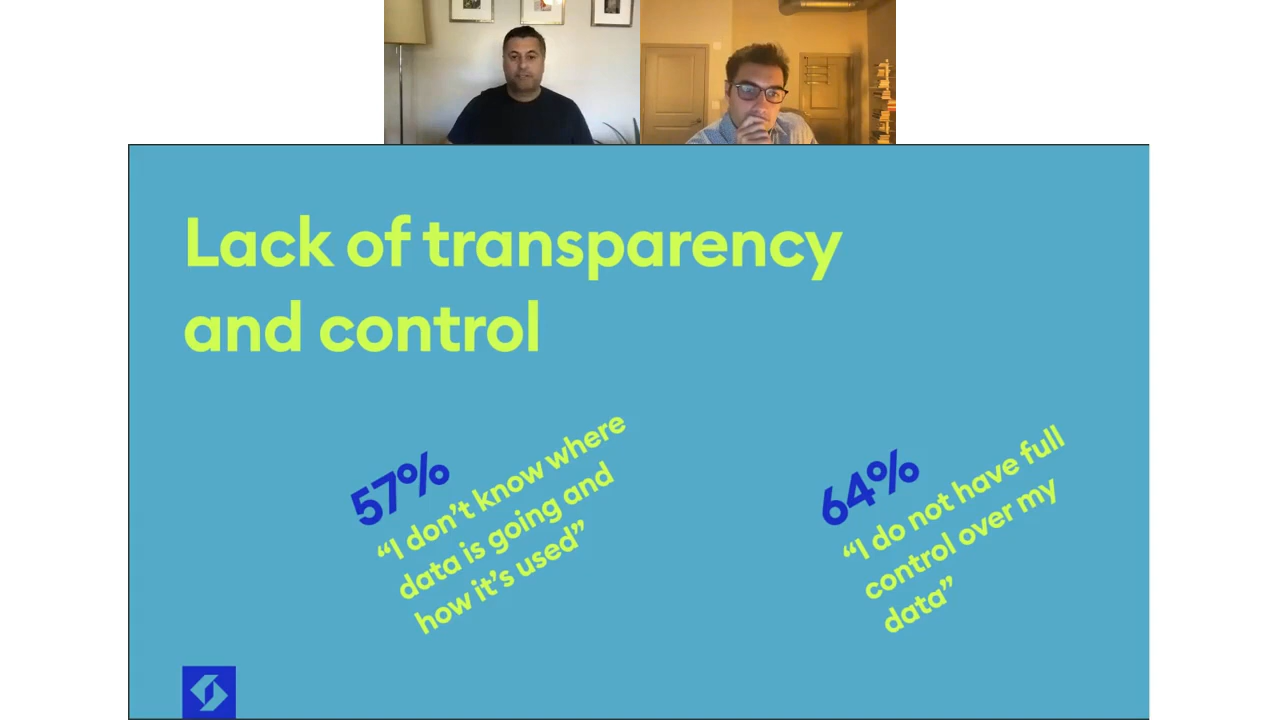 Lack of transparency
and control
57%
“I don’t know where
data is going and
how it’s used”
64%
“I do not have full
control over my
data”